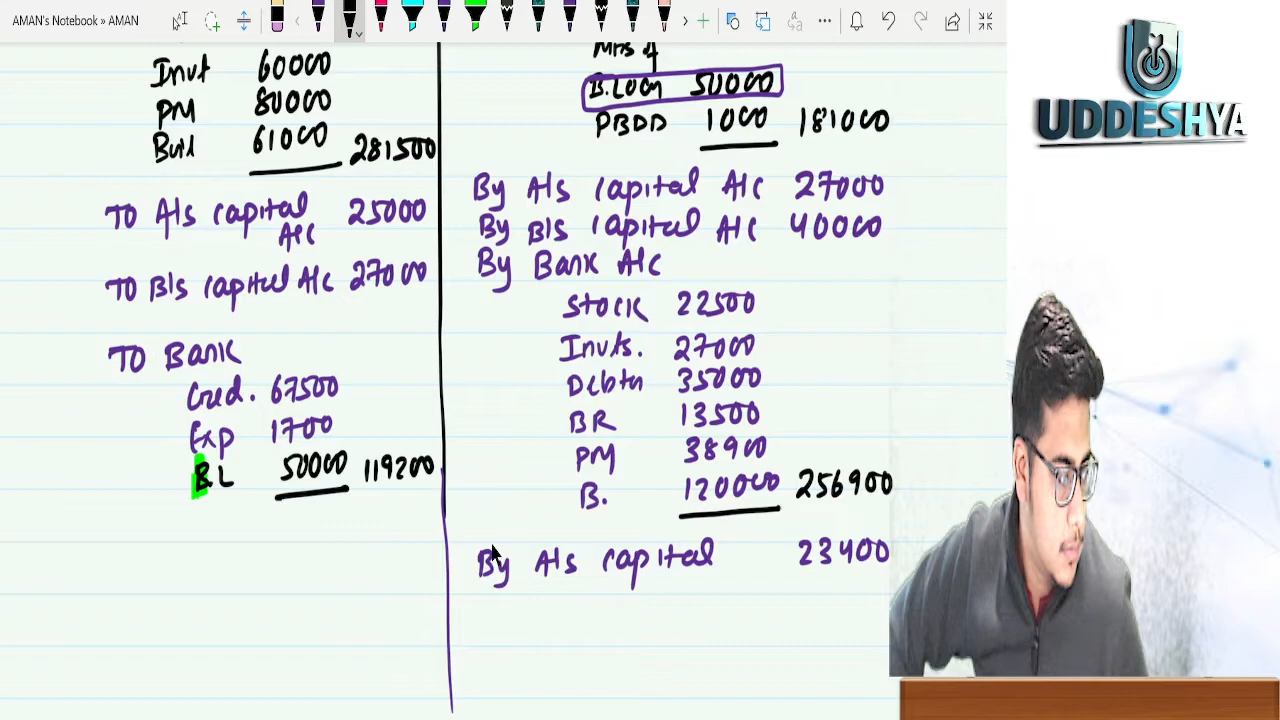 AMAN's Notebook » AMAN
Invt 60000
PM 80000
Buil 61000 281500
To A's capital A/c 25000
To B's capital A/c 27000
To Bank
Cred. 67500
Exp 1700
BL 50000 119200
Mrs A
B. Loan 50000
PBDD 1000 181000
By A's capital A/c 27000
By B's capital A/c 40000
By Bank A/c
Stock 22500
Invts. 27000
Debtn 35000
BR 13500
PM 38900
B. 120000 256900
By A's capital 23400
UDDESHYA